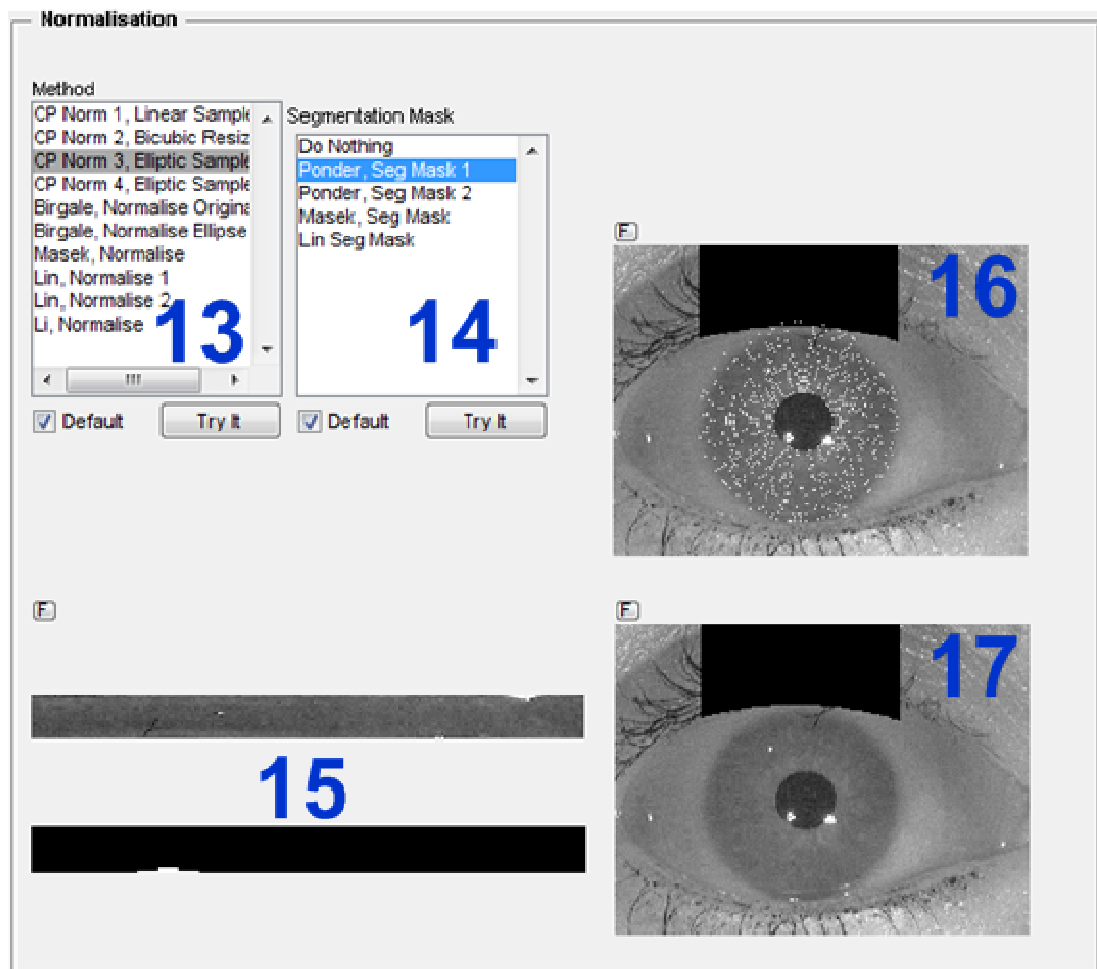 Normalisation
Method
CP Norm 1, Linear Sample
CP Norm 2, Bicubic Resiz
CP Norm 3, Elliptic Sample
CP Norm 4, Elliptic Sample
Birgale, Normalise Origina
Birgale, Normalise Ellipse
Masek, Normalise
Lin, Normalise 1
Lin, Normalise 2
Li, Normalise
13
Default
Try It
Segmentation Mask
Do Nothing
Ponder, Seg Mask 1
Ponder, Seg Mask 2
Masek, Seg Mask
Lin Seg Mask
14
Default
Try It
F
16
F
15
F
17